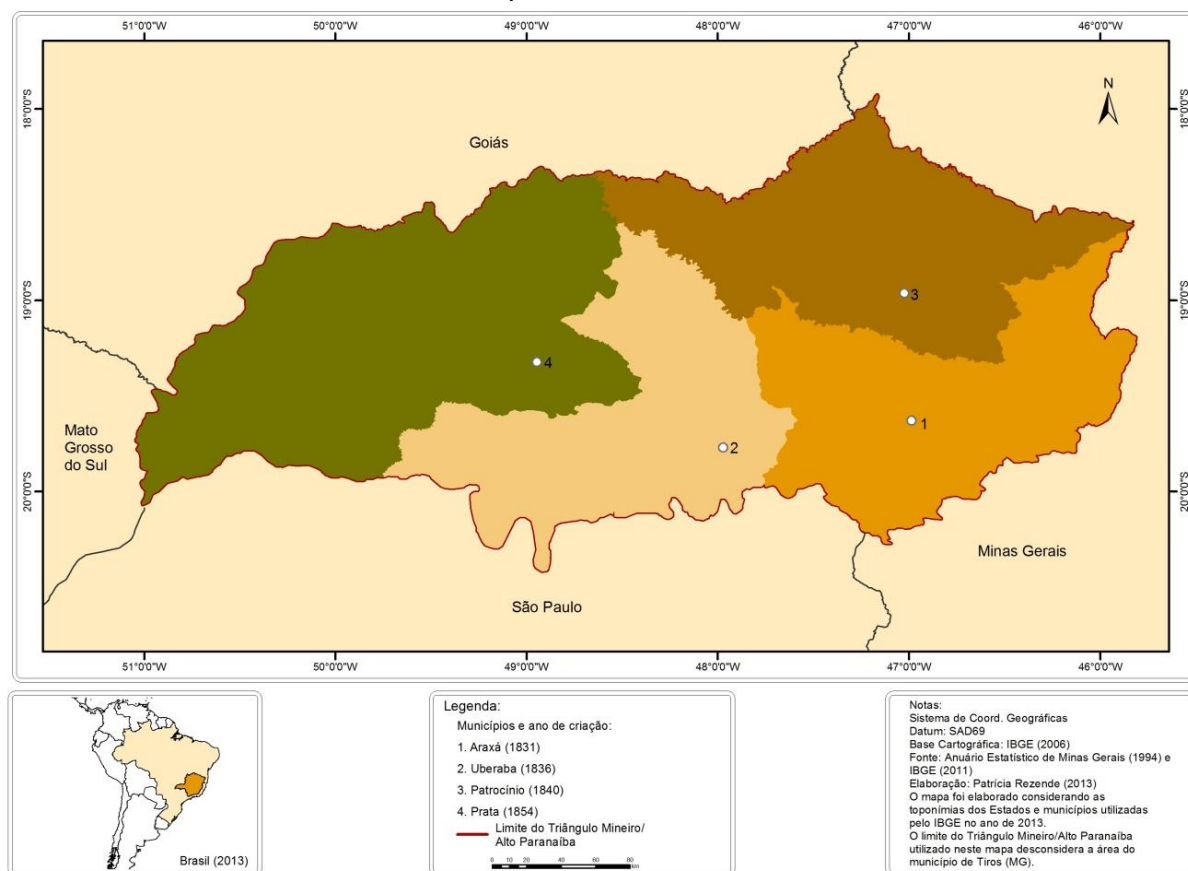 51°0'0"W 50°0'0"W 49°0'0"W 48°0'0"W 47°0'0"W 46°0'0"W
18°0'0"S
18°0'0"S
N
Goiás
19°0'0"S
19°0'0"S
3
4
Mato
Grosso
do Sul
1
2
20°0'0"S
20°0'0"S
Minas Gerais
São Paulo
51°0'0"W 50°0'0"W 49°0'0"W 48°0'0"W 47°0'0"W 46°0'0"W
Brasil (2013)
Legenda:
Municípios e ano de criação:
1. Araxá (1831)
2. Uberaba (1836)
3. Patrocínio (1840)
4. Prata (1854)
Limite do Triângulo Mineiro/
Alto Paranaíba
0 10 20 40 60 80
km
Notas:
Sistema de Coord. Geográficas
Datum: SAD69
Base Cartográfica: IBGE (2006)
Fonte: Anuário Estatístico de Minas Gerais (1994) e
IBGE (2011)
Elaboração: Patrícia Rezende (2013)
O mapa foi elaborado considerando as
toponímias dos Estados e municípios utilizadas
pelo IBGE no ano de 2013.
O limite do Triângulo Mineiro/Alto Paranaíba
utilizado neste mapa desconsidera a área do
município de Tiros (MG).